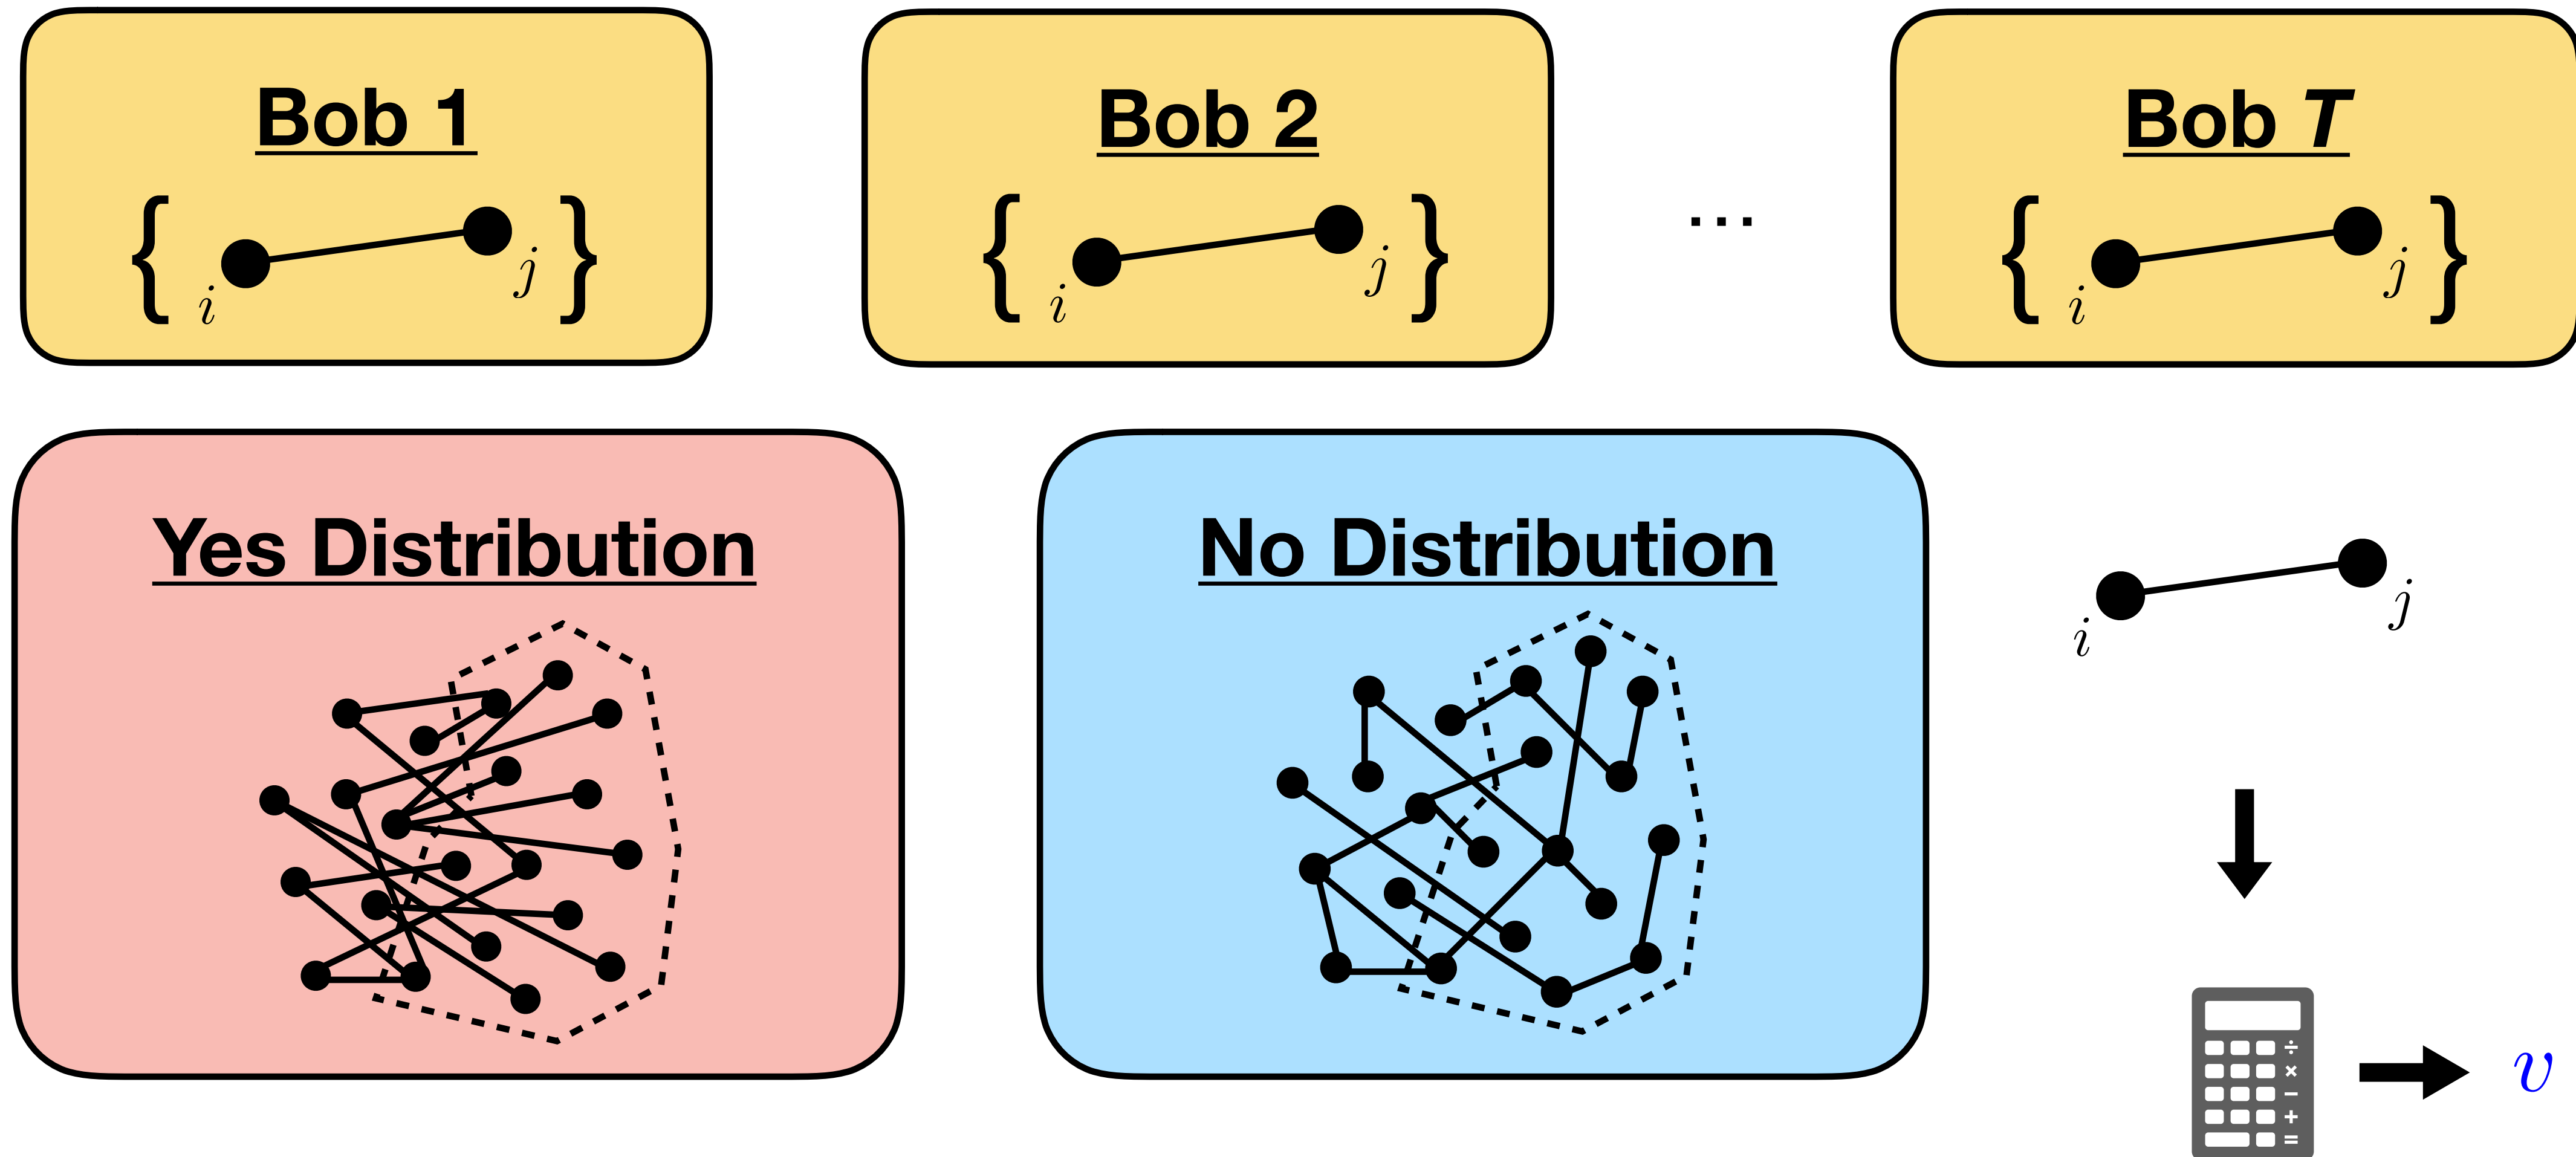 Bob 1
{ i j }
Bob 2
{ i j }
...
Bob T
{ i j }
Yes Distribution
No Distribution
i j
÷
×
−
+
=
v